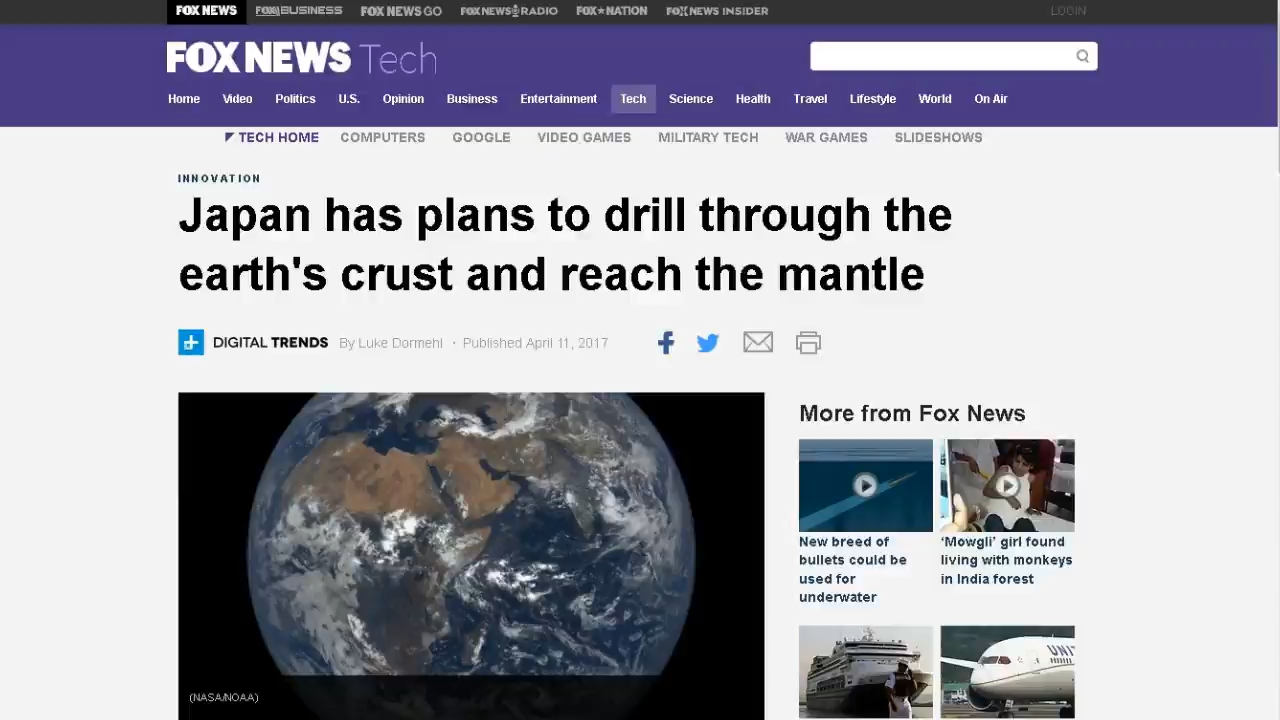 FOX NEWS FOX BUSINESS FOX NEWS GO FOX NEWS RADIO FOX NATION FOX NEWS INSIDER LOGIN
FOX NEWS Tech
Home Video Politics U.S. Opinion Business Entertainment Tech Science Health Travel Lifestyle World On Air
TECH HOME COMPUTERS GOOGLE VIDEO GAMES MILITARY TECH WAR GAMES SLIDESHOWS
INNOVATION
Japan has plans to drill through the
earth's crust and reach the mantle
DIGITAL TRENDS By Luke Dormehl · Published April 11, 2017
More from Fox News
New breed of
bullets could be
used for
underwater
‘Mowgli’ girl found
living with monkeys
in India forest
UNIT
(NASA/NOAA)